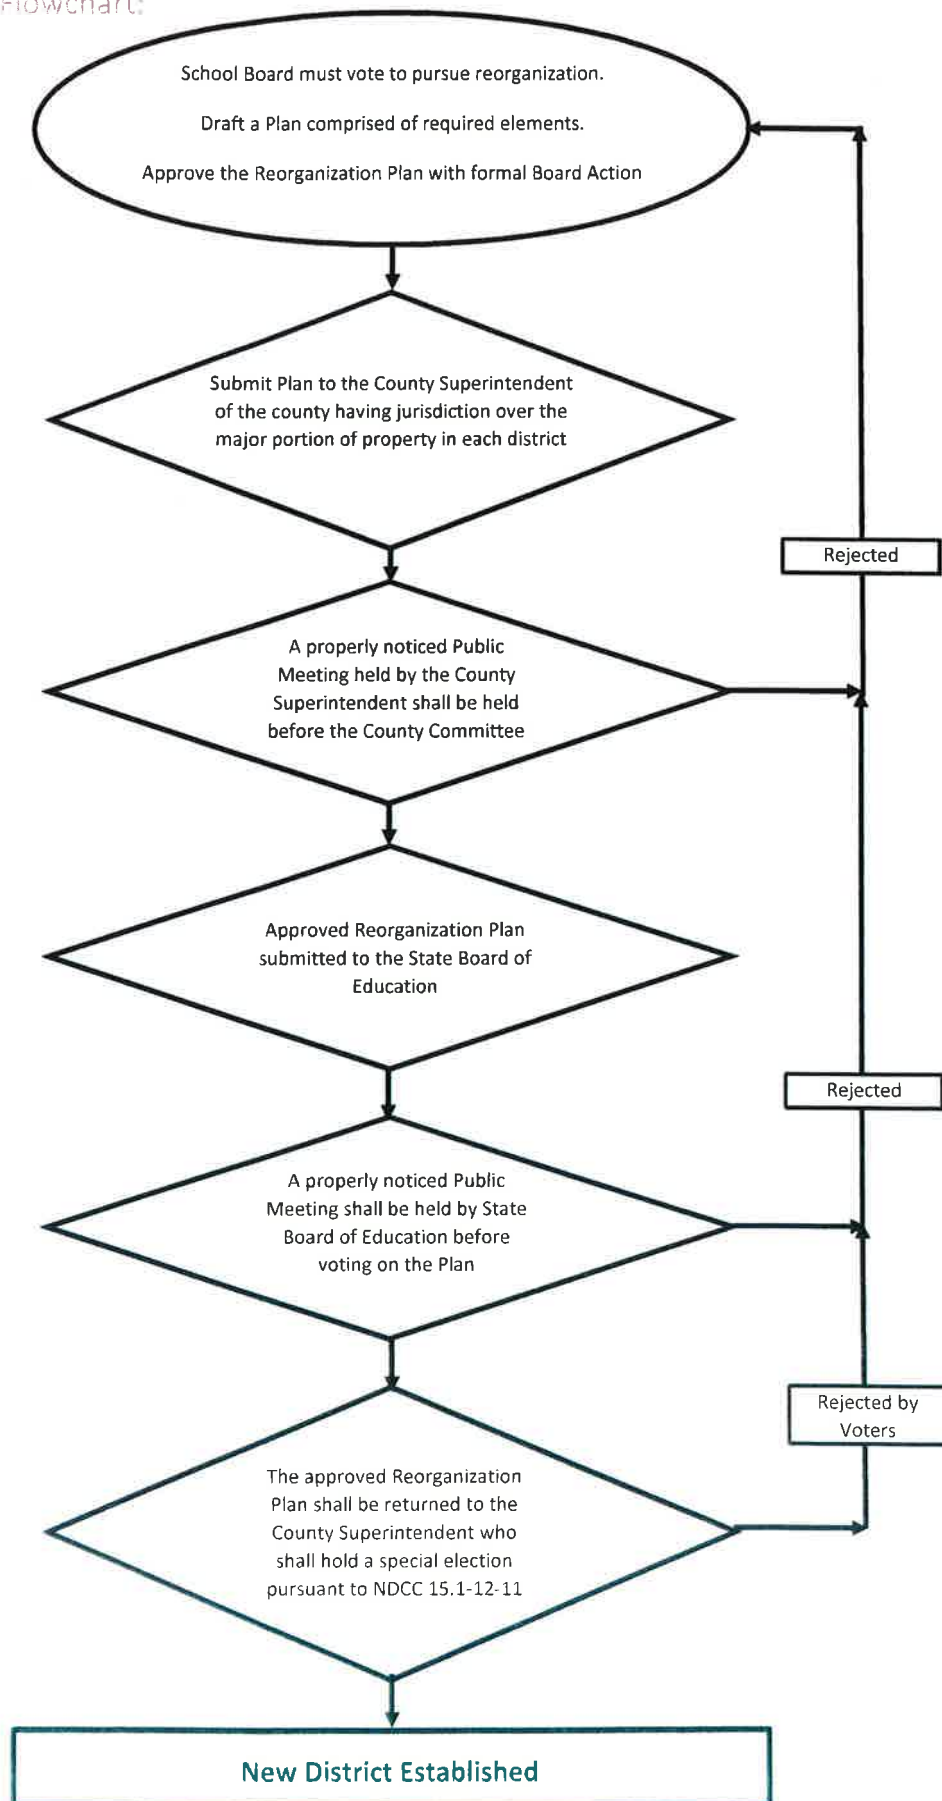 Flowchart:
School Board must vote to pursue reorganization.
Draft a Plan comprised of required elements.
Approve the Reorganization Plan with formal Board Action
Submit Plan to the County Superintendent
of the county having jurisdiction over the
major portion of property in each district
Rejected
A properly noticed Public
Meeting held by the County
Superintendent shall be held
before the County Committee
Approved Reorganization Plan
submitted to the State Board of
Education
Rejected
A properly noticed Public
Meeting shall be held by State
Board of Education before
voting on the Plan
Rejected by
Voters
The approved Reorganization
Plan shall be returned to the
County Superintendent who
shall hold a special election
pursuant to NDCC 15.1-12-11
New District Established